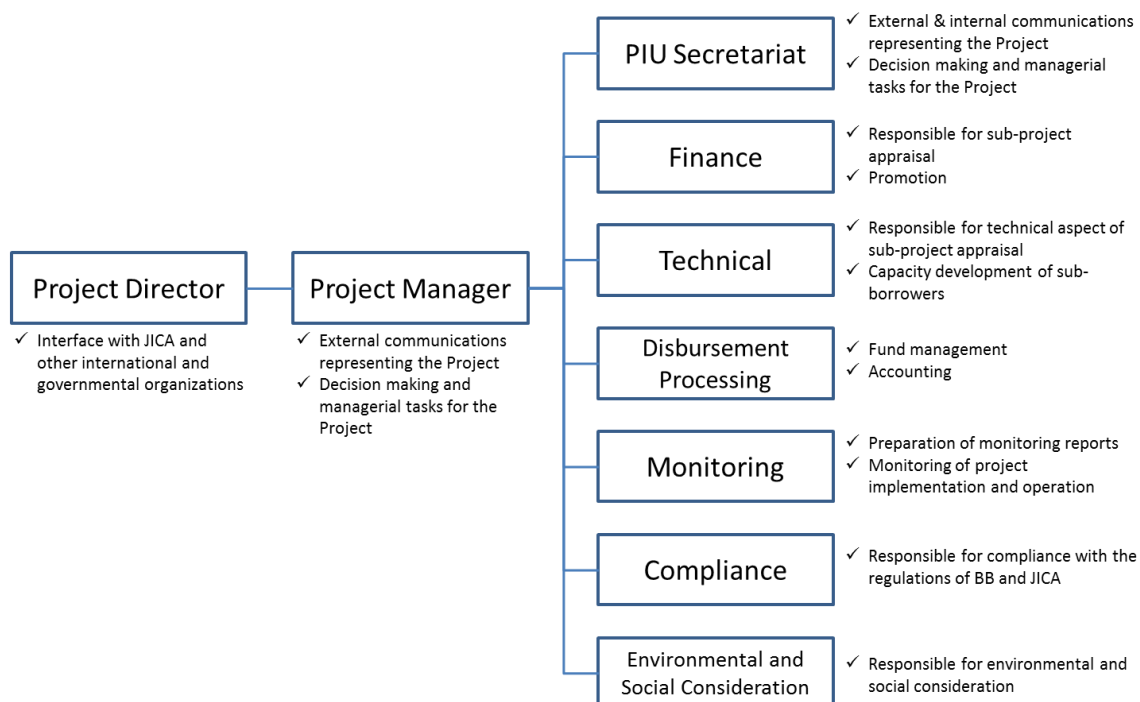 PIU Secretariat
✓ External & internal communications
representing the Project
✓ Decision making and managerial
tasks for the Project
Finance
✓ Responsible for sub-project
appraisal
✓ Promotion
Technical
✓ Responsible for technical aspect of
sub-project appraisal
✓ Capacity development of sub-
borrowers
Project Director
✓ Interface with JICA and
other international and
governmental organizations
Project Manager
✓ External communications
representing the Project
✓ Decision making and
managerial tasks for the
Project
Disbursement
Processing
✓ Fund management
✓ Accounting
Monitoring
✓ Preparation of monitoring reports
✓ Monitoring of project
implementation and operation
Compliance
✓ Responsible for compliance with the
regulations of BB and JICA
Environmental and
Social Consideration
✓ Responsible for environmental and
social consideration